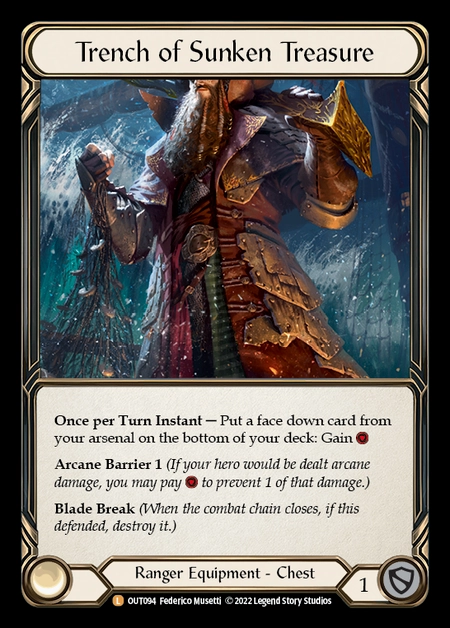 Trench of Sunken Treasure
Once per Turn Instant — Put a face down card from
your arsenal on the bottom of your deck: Gain
Arcane Barrier 1 (If your hero would be dealt arcane
damage, you may pay to prevent 1 of that damage.)
Blade Break (When the combat chain closes, if this
defended, destroy it.)
Ranger Equipment - Chest
1
L OUT094 Federico Musetti © 2022 Legend Story Studios